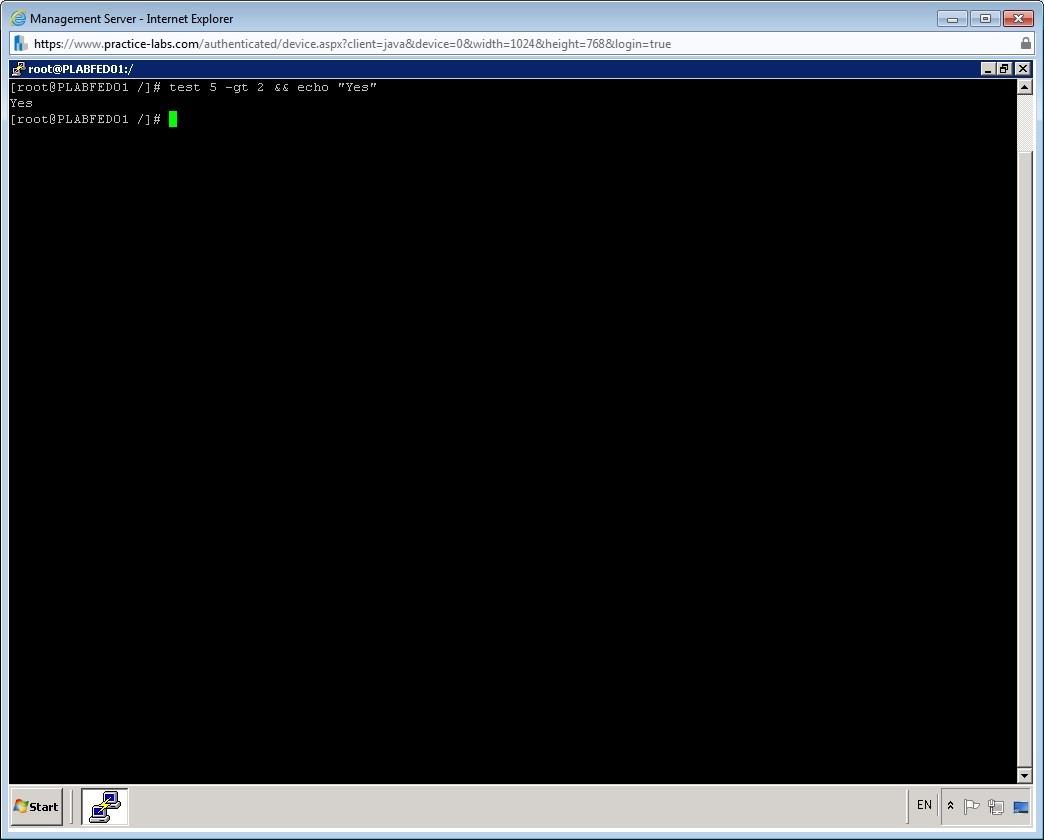 Management Server - Internet Explorer
https://www.practice-labs.com/authenticated/device.aspx?client=java&device=0&width=1024&height=768&login=true
root@PLABFED01:/
[root@PLABFED01 /]# test 5 -gt 2 && echo "Yes"
Yes
[root@PLABFED01 /]#
Start
EN